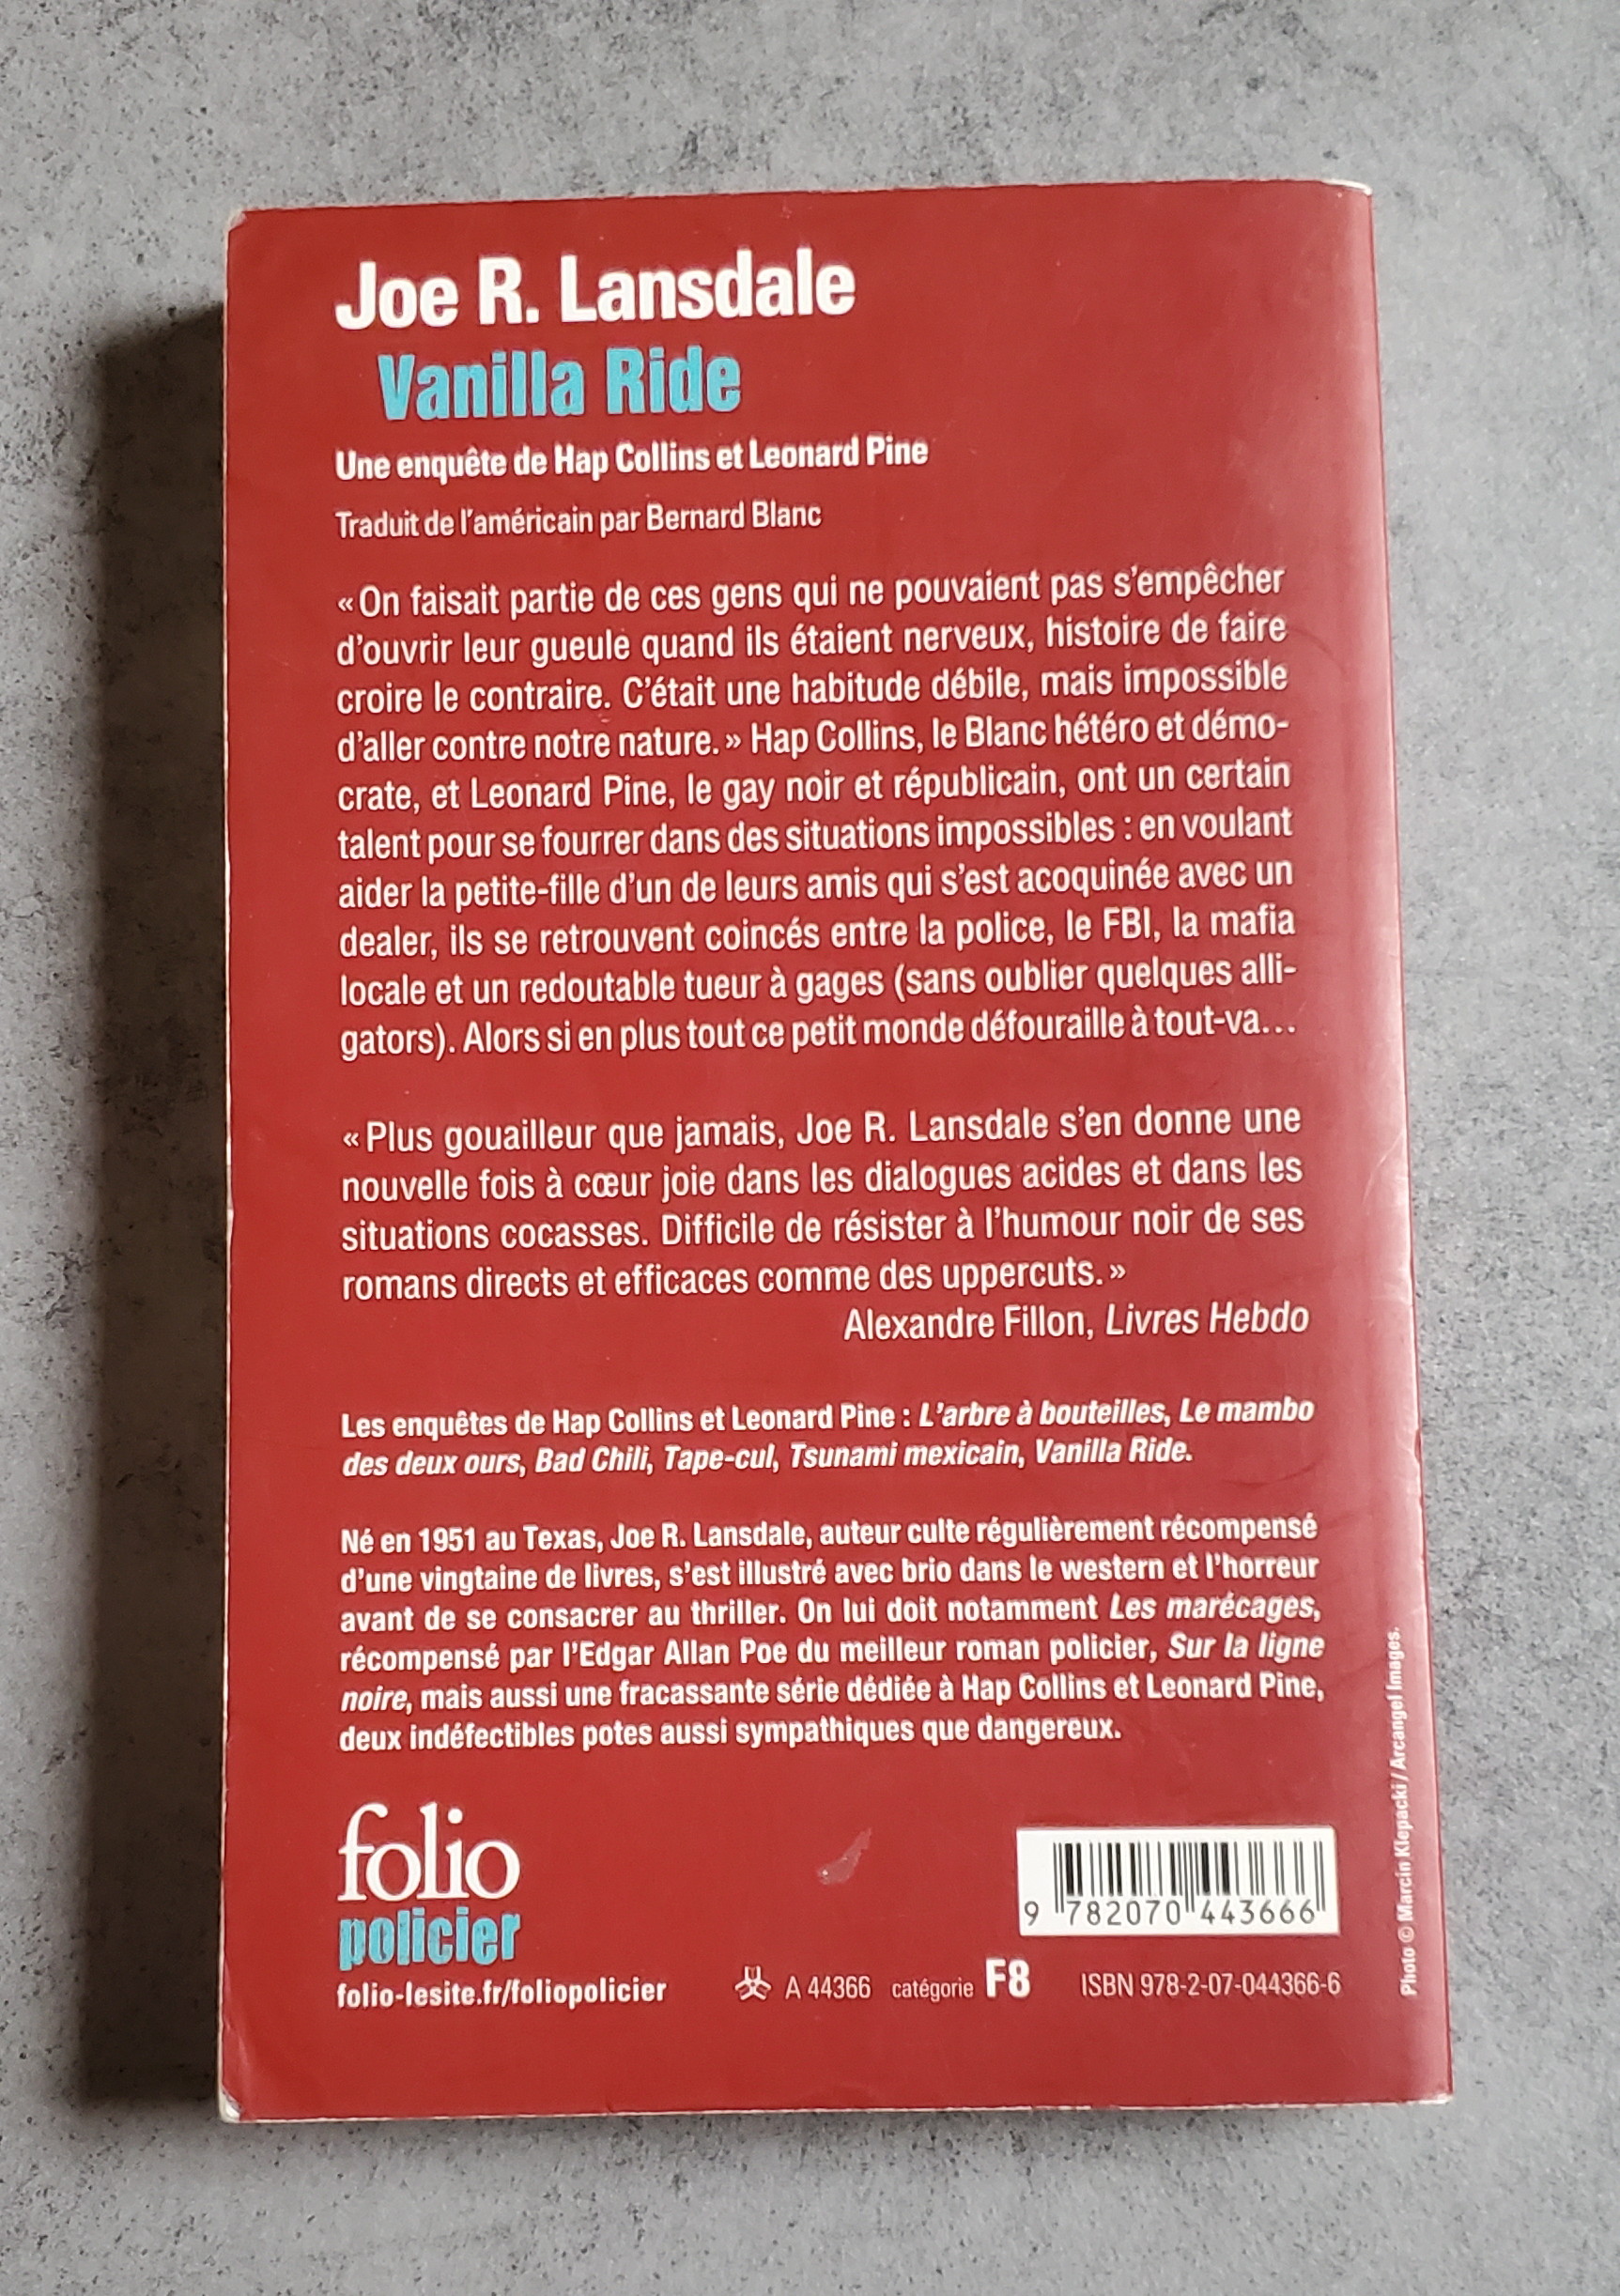 Joe R. Lansdale
Vanilla Ride
Une enquête de Hap Collins et Leonard Pine
Traduit de l'américain par Bernard Blanc
« On faisait partie de ces gens qui ne pouvaient pas s'empêcher
d'ouvrir leur gueule quand ils étaient nerveux, histoire de faire
croire le contraire. C'était une habitude débile, mais impossible
d'aller contre notre nature. » Hap Collins, le Blanc hétéro et démo-
crate, et Leonard Pine, le gay noir et républicain, ont un certain
talent pour se fourrer dans des situations impossibles : en voulant
aider la petite-fille d'un de leurs amis qui s'est acoquinée avec un
dealer, ils se retrouvent coincés entre la police, le FBI, la mafia
locale et un redoutable tueur à gages (sans oublier quelques alli-
gators). Alors si en plus tout ce petit monde défouraille à tout-va…
« Plus gouailleur que jamais, Joe R. Lansdale s'en donne une
nouvelle fois à cœur joie dans les dialogues acides et dans les
situations cocasses. Difficile de résister à l'humour noir de ses
romans directs et efficaces comme des uppercuts. »
Alexandre Fillon, Livres Hebdo
Les enquêtes de Hap Collins et Leonard Pine : L'arbre à bouteilles, Le mambo
des deux ours, Bad Chili, Tape-cul, Tsunami mexicain, Vanilla Ride.
Né en 1951 au Texas, Joe R. Lansdale, auteur culte régulièrement récompensé
d'une vingtaine de livres, s'est illustré avec brio dans le western et l'horreur
avant de se consacrer au thriller. On lui doit notamment Les marécages,
récompensé par l'Edgar Allan Poe du meilleur roman policier, Sur la ligne
noire, mais aussi une fracassante série dédiée à Hap Collins et Leonard Pine,
deux indéfectibles potes aussi sympathiques que dangereux.
folio
policier
folio-lesite.fr/foliopolicier
9 782070 443666
A 44366 catégorie F8 ISBN 978-2-07-044366-6
Photo © Marcin Klepacki / Arcangel Images.